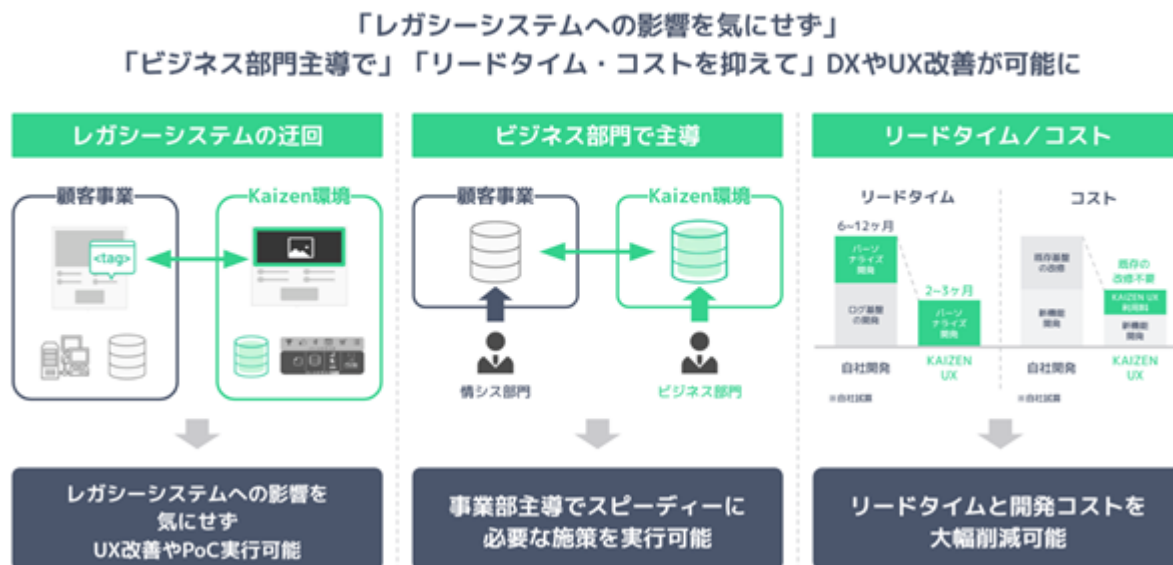 「レガシーシステムへの影響を気にせず」
「ビジネス部門主導で」「リードタイム・コストを抑えて」DXやUX改善が可能に
レガシーシステムの迂回
顧客事業
Kaizen環境
<tag>
レガシーシステムへの影響を
気にせず
UX改善やPoC実行可能
ビジネス部門で主導
顧客事業
Kaizen環境
情シス部門
ビジネス部門
事業部主導でスピーディーに
必要な施策を実行可能
リードタイム／コスト
リードタイム
6~12ヶ月
パーソ
ナライズ
開発
ログ基盤
の開発
2~3ヶ月
パーソ
ナライズ
開発
自社開発
KAIZEN
UX
※自社試算
コスト
既存基盤
の改修
新機能
開発
既存の
改修不要
KAIZEN UX
利用料
新機能
開発
自社開発
KAIZEN
UX
※自社試算
リードタイムと開発コストを
大幅削減可能